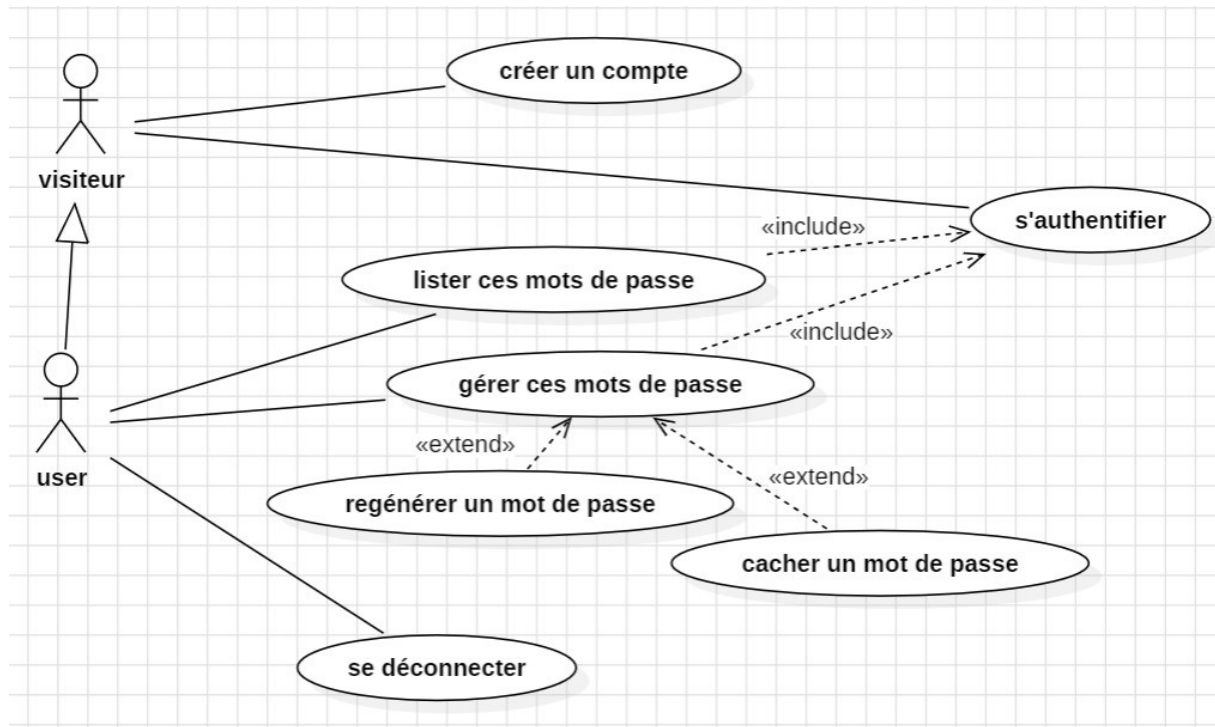 créer un compte
visiteur
s'authentifier
«include»
lister ces mots de passe
«include»
gérer ces mots de passe
«extend»
user
«extend»
regénérer un mot de passe
cacher un mot de passe
se déconnecter